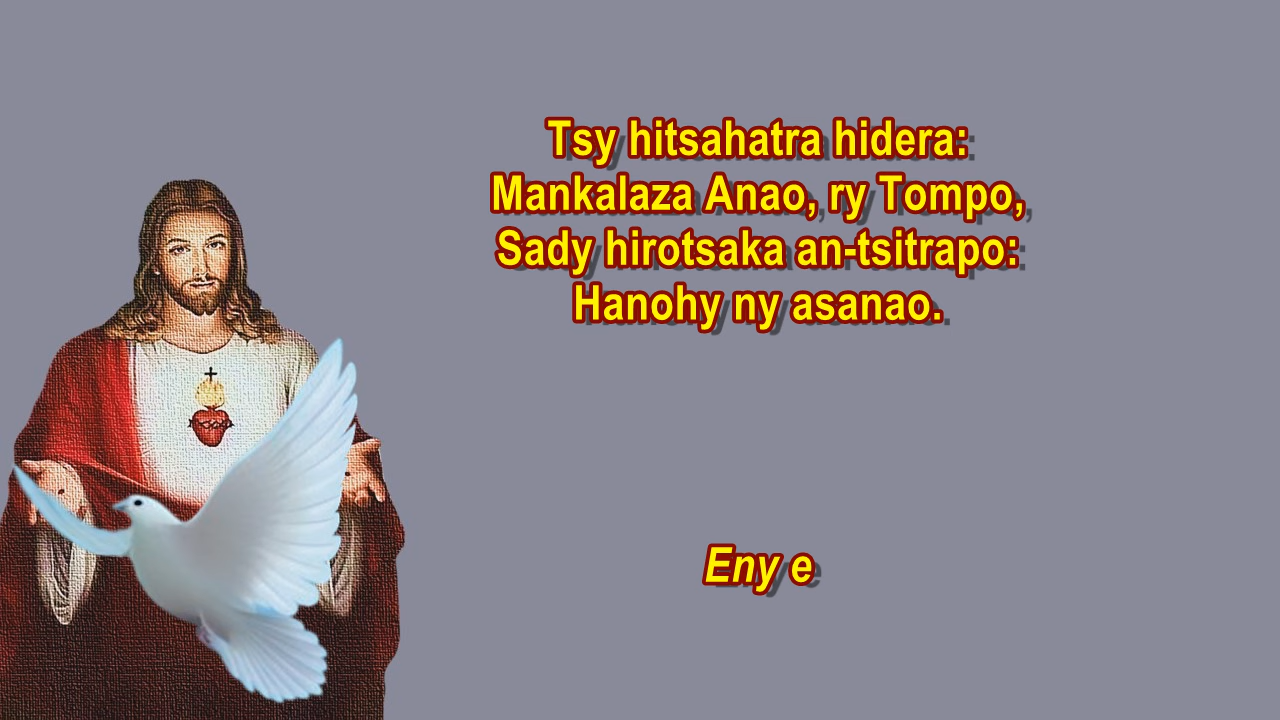 Tsy hitsahatra hidera:
Mankalaza Anao, ry Tompo,
Sady hirotsaka an-tsitrapo:
Hanohy ny asanao.
Eny e